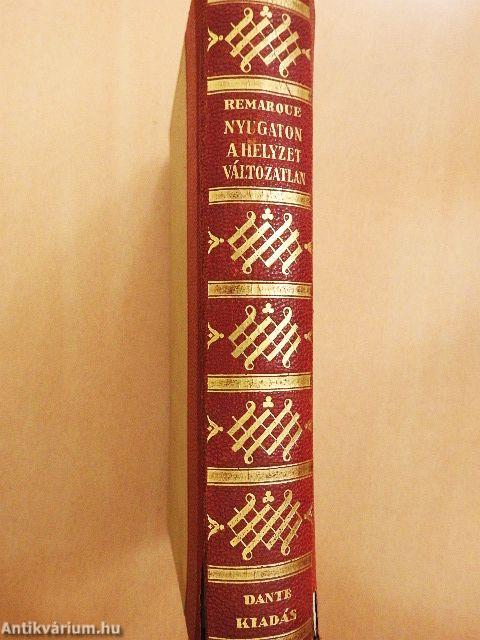 REMARQUE
NYUGATON
A HELYZET
VÁLTOZATLAN
DANTE
KIADÁS
Antikvárium.hu